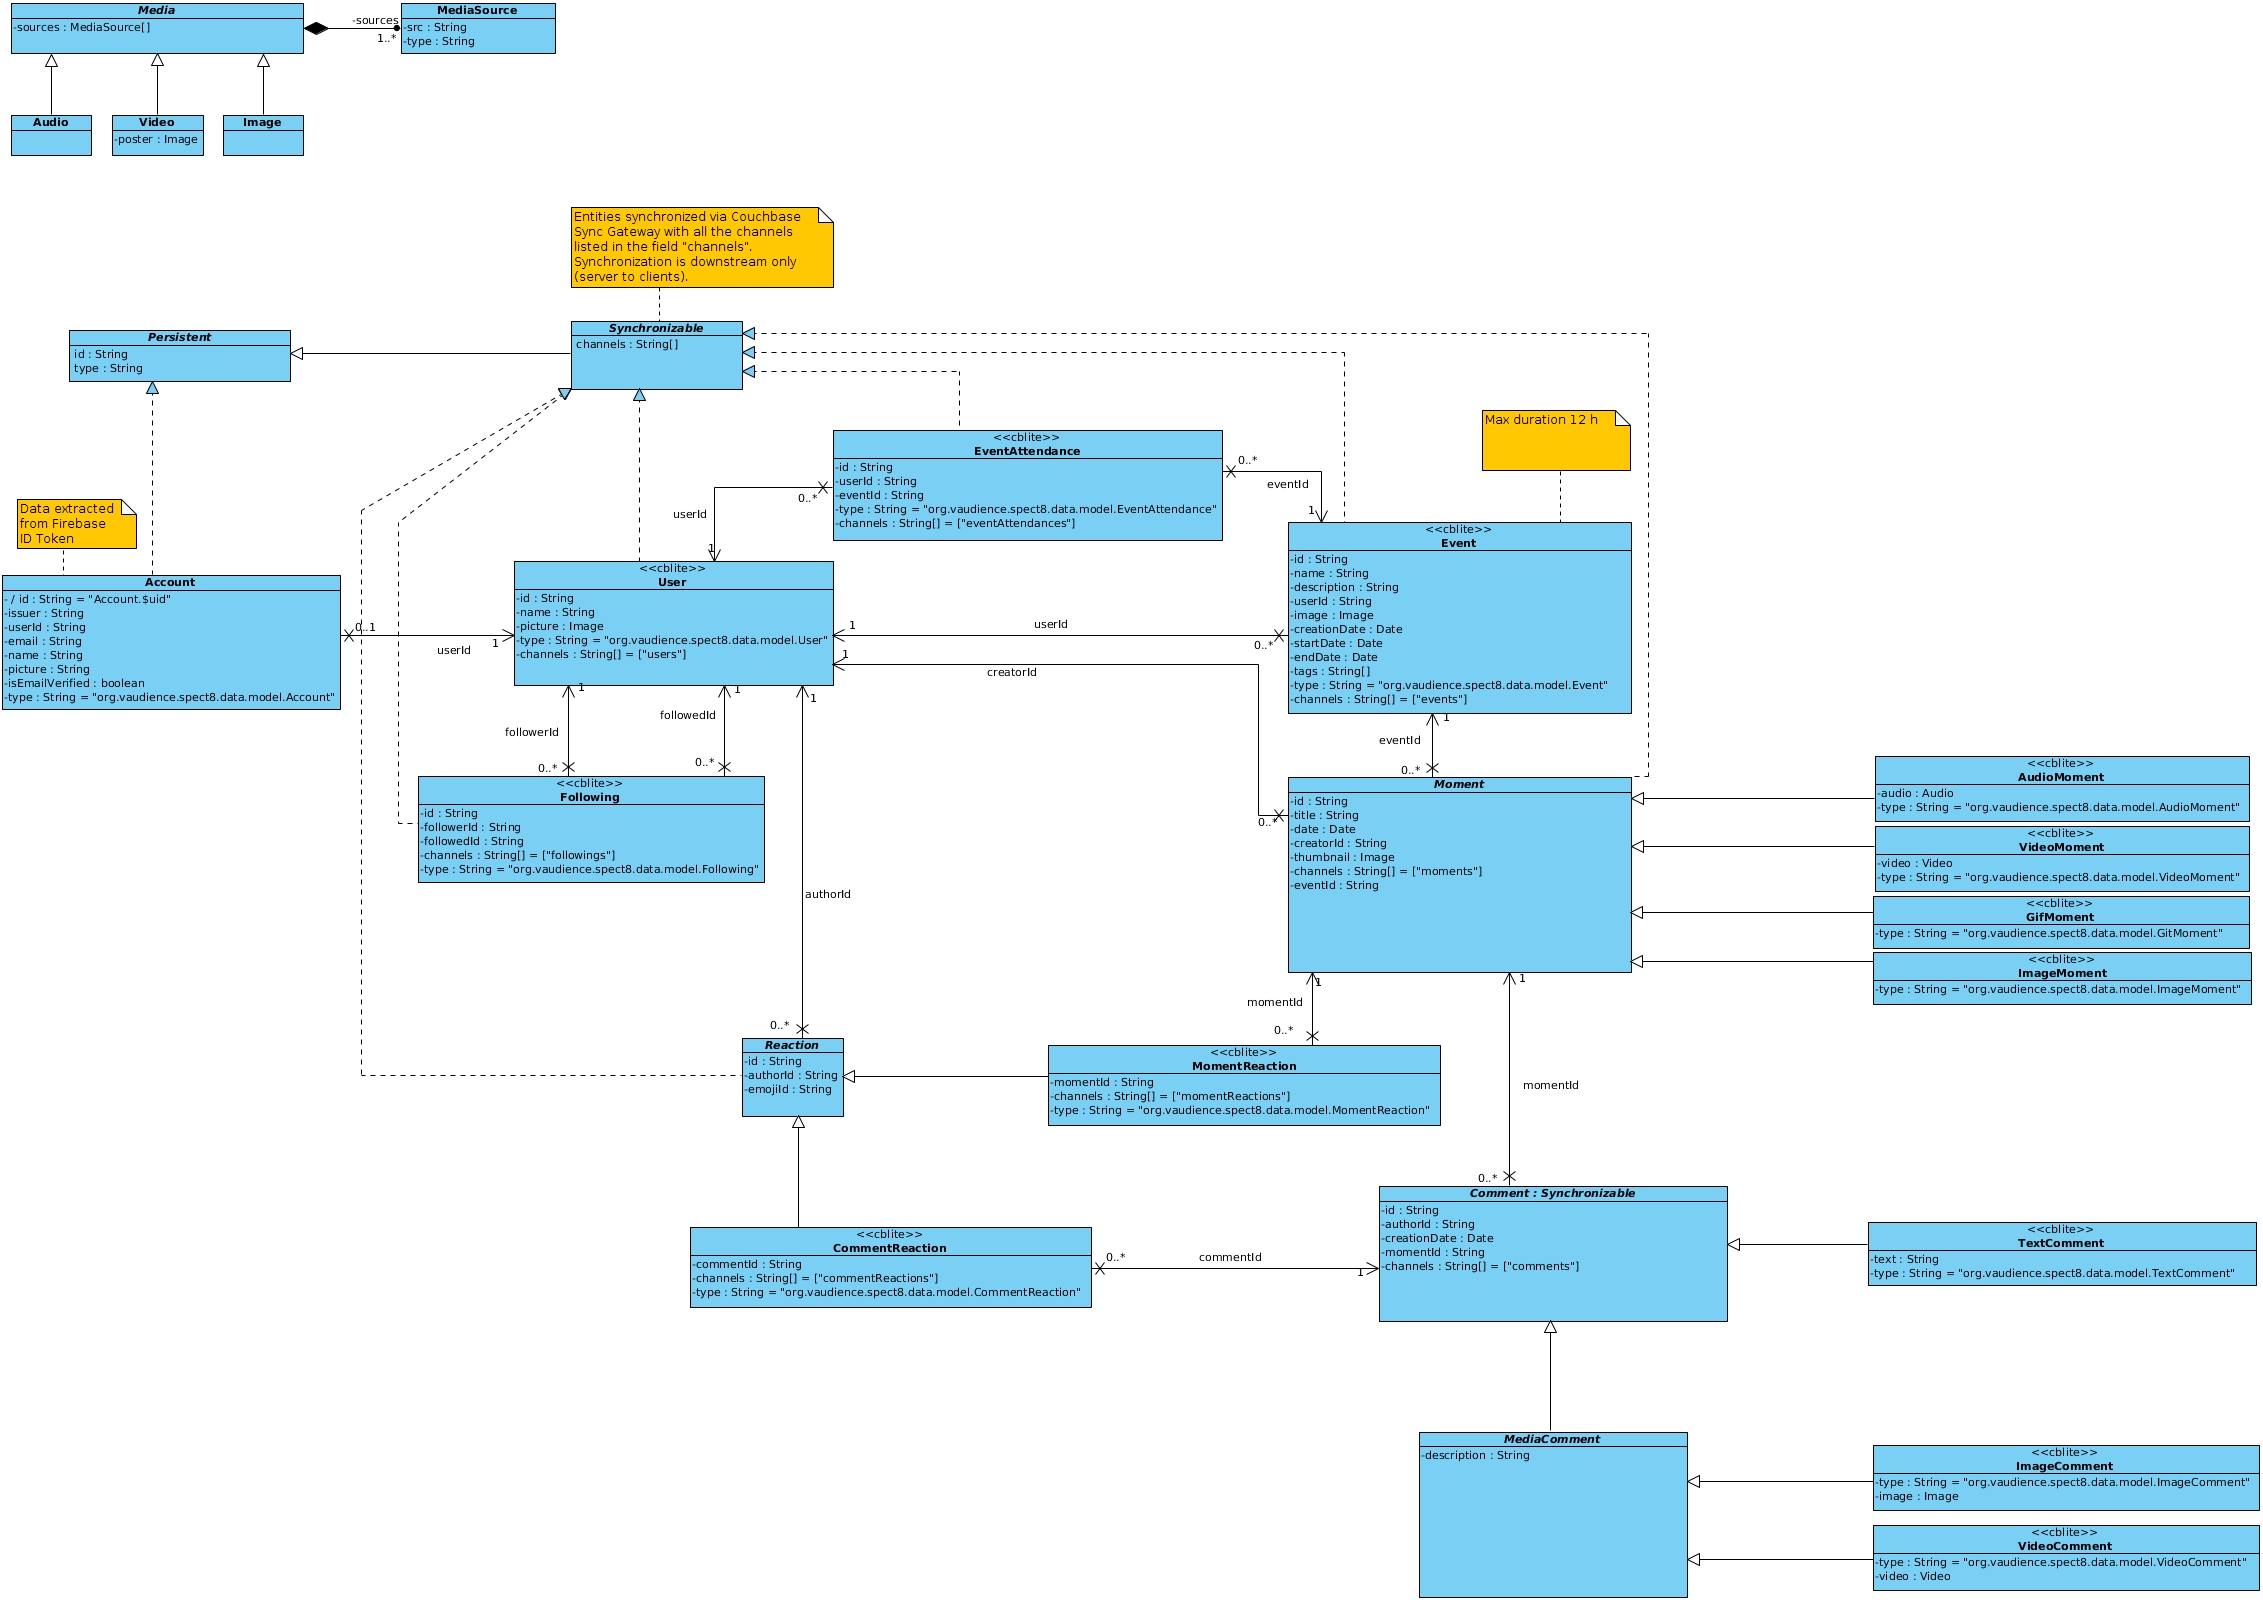 Media
-sources : MediaSource[]
-sources
1..*
MediaSource
-src : String
-type : String
Audio
Video
-poster : Image
Image
Entities synchronized via Couchbase
Sync Gateway with all the channels
listed in the field "channels".
Synchronization is downstream only
(server to clients).
Persistent
id : String
type : String
Synchronizable
channels : String[]
Max duration 12 h
<<cblite>>
EventAttendance
-id : String
-userId : String
-eventId : String
-type : String = "org.vaudience.spect8.data.model.EventAttendance"
-channels : String[] = ["eventAttendances"]
0..*
eventId
1
0..*
userId
1
Data extracted
from Firebase
ID Token
Account
- / id : String = "Account.$uid"
-issuer : String
-userId : String
-email : String
-name : String
-picture : String
-isEmailVerified : boolean
-type : String = "org.vaudience.spect8.data.model.Account"
0..1
userId
1
<<cblite>>
User
-id : String
-name : String
-picture : Image
-type : String = "org.vaudience.spect8.data.model.User"
-channels : String[] = ["users"]
1
userId
0..*
1
creatorId
0..*
<<cblite>>
Event
-id : String
-name : String
-description : String
-userId : String
-image : Image
-creationDate : Date
-startDate : Date
-endDate : Date
-tags : String[]
-type : String = "org.vaudience.spect8.data.model.Event"
-channels : String[] = ["events"]
1
followerId
0..*
1
followedId
0..*
1
authorId
0..*
1
eventId
0..*
<<cblite>>
Following
-id : String
-followerId : String
-followedId : String
-channels : String[] = ["followings"]
-type : String = "org.vaudience.spect8.data.model.Following"
Moment
-id : String
-title : String
-date : Date
-creatorId : String
-thumbnail : Image
-channels : String[] = ["moments"]
-eventId : String
<<cblite>>
AudioMoment
-audio : Audio
-type : String = "org.vaudience.spect8.data.model.AudioMoment"
<<cblite>>
VideoMoment
-video : Video
-type : String = "org.vaudience.spect8.data.model.VideoMoment"
<<cblite>>
GifMoment
-type : String = "org.vaudience.spect8.data.model.GitMoment"
<<cblite>>
ImageMoment
-type : String = "org.vaudience.spect8.data.model.ImageMoment"
1
momentId
0..*
1
momentId
0..*
Reaction
-id : String
-authorId : String
-emojiId : String
<<cblite>>
MomentReaction
-momentId : String
-channels : String[] = ["momentReactions"]
-type : String = "org.vaudience.spect8.data.model.MomentReaction"
<<cblite>>
CommentReaction
-commentId : String
-channels : String[] = ["commentReactions"]
-type : String = "org.vaudience.spect8.data.model.CommentReaction"
0..*
commentId
1
Comment : Synchronizable
-id : String
-authorId : String
-creationDate : Date
-momentId : String
-channels : String[] = ["comments"]
<<cblite>>
TextComment
-text : String
-type : String = "org.vaudience.spect8.data.model.TextComment"
MediaComment
-description : String
<<cblite>>
ImageComment
-type : String = "org.vaudience.spect8.data.model.ImageComment"
-image : Image
<<cblite>>
VideoComment
-type : String = "org.vaudience.spect8.data.model.VideoComment"
-video : Video